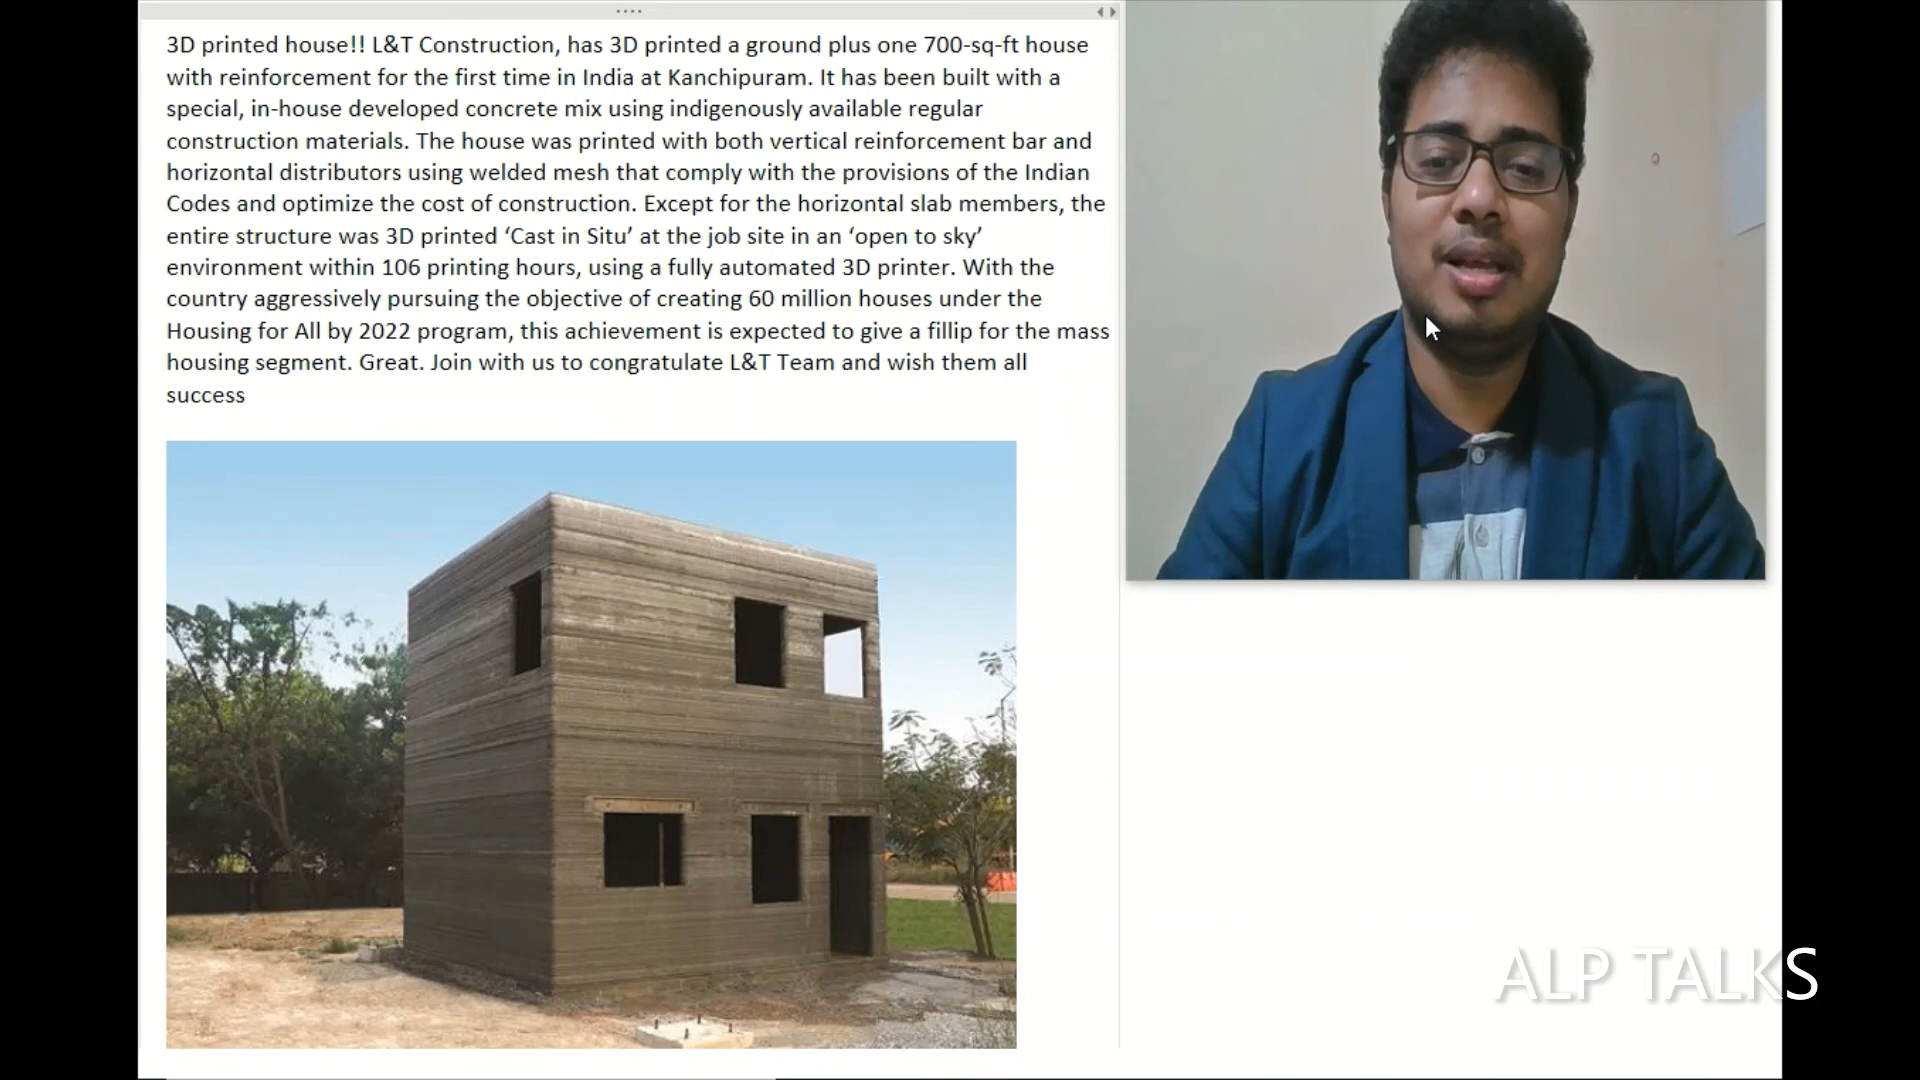 3D printed house!! L&T Construction, has 3D printed a ground plus one 700-sq-ft house
with reinforcement for the first time in India at Kanchipuram. It has been built with a
special, in-house developed concrete mix using indigenously available regular
construction materials. The house was printed with both vertical reinforcement bar and
horizontal distributors using welded mesh that comply with the provisions of the Indian
Codes and optimize the cost of construction. Except for the horizontal slab members, the
entire structure was 3D printed ‘Cast in Situ’ at the job site in an ‘open to sky’
environment within 106 printing hours, using a fully automated 3D printer. With the
country aggressively pursuing the objective of creating 60 million houses under the
Housing for All by 2022 program, this achievement is expected to give a fillip for the mass
housing segment. Great. Join with us to congratulate L&T Team and wish them all
success
ALP TALKS